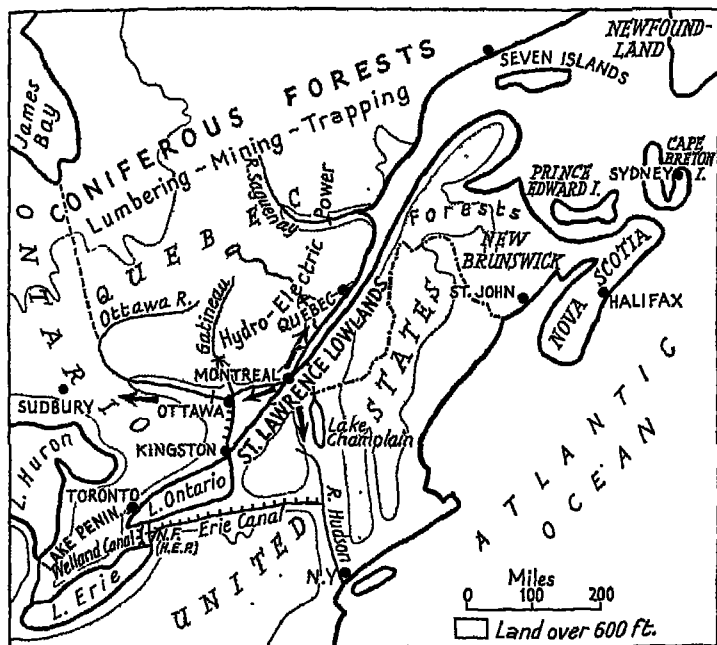 NEWFOUND-
LAND
SEVEN ISLANDS
James
Bay
CONIFEROUS FORESTS
Lumbering-Mining-Trapping
CAPE
BRETON
I.
SYDNEY
PRINCE
EDWARD I.
R. Saguenay
Power
Hydro-Electric
Forests
QUEBEC
ONTARIO
NEW
BRUNSWICK
ST. JOHN
NOVA SCOTIA
HALIFAX
Ottawa R.
Gatineau
QUEBEC
MONTREAL
ST. LAWRENCE LOWLANDS
SUDBURY
OTTAWA
KINGSTON
Lake
Champlain
L. Huron
TORONTO
L. Ontario
LAKE PENIN.
Welland Canal
N.F.
(H.E.P.)
Erie Canal
R. Hudson
L. Erie
N.Y.
UNITED STATES
ATLANTIC
OCEAN
Miles
0 100 200
Land over 600 ft.